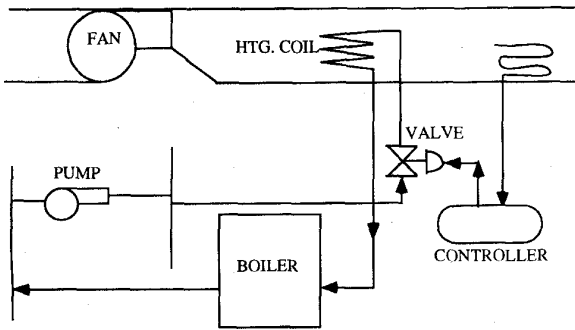 FAN
HTG. COIL
VALVE
PUMP
BOILER
CONTROLLER